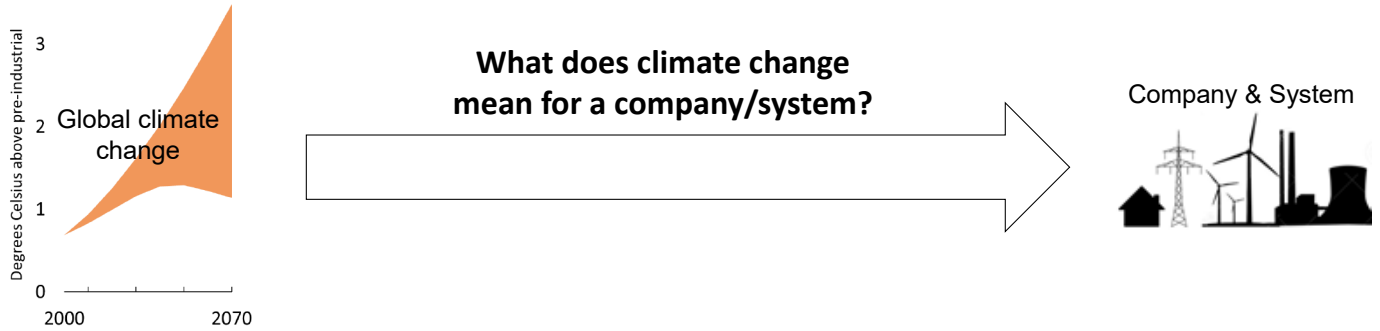 Degrees Celsius above pre-industrial
3
2
1
0
2000
2070
Global climate
change
What does climate change
mean for a company/system?
Company & System